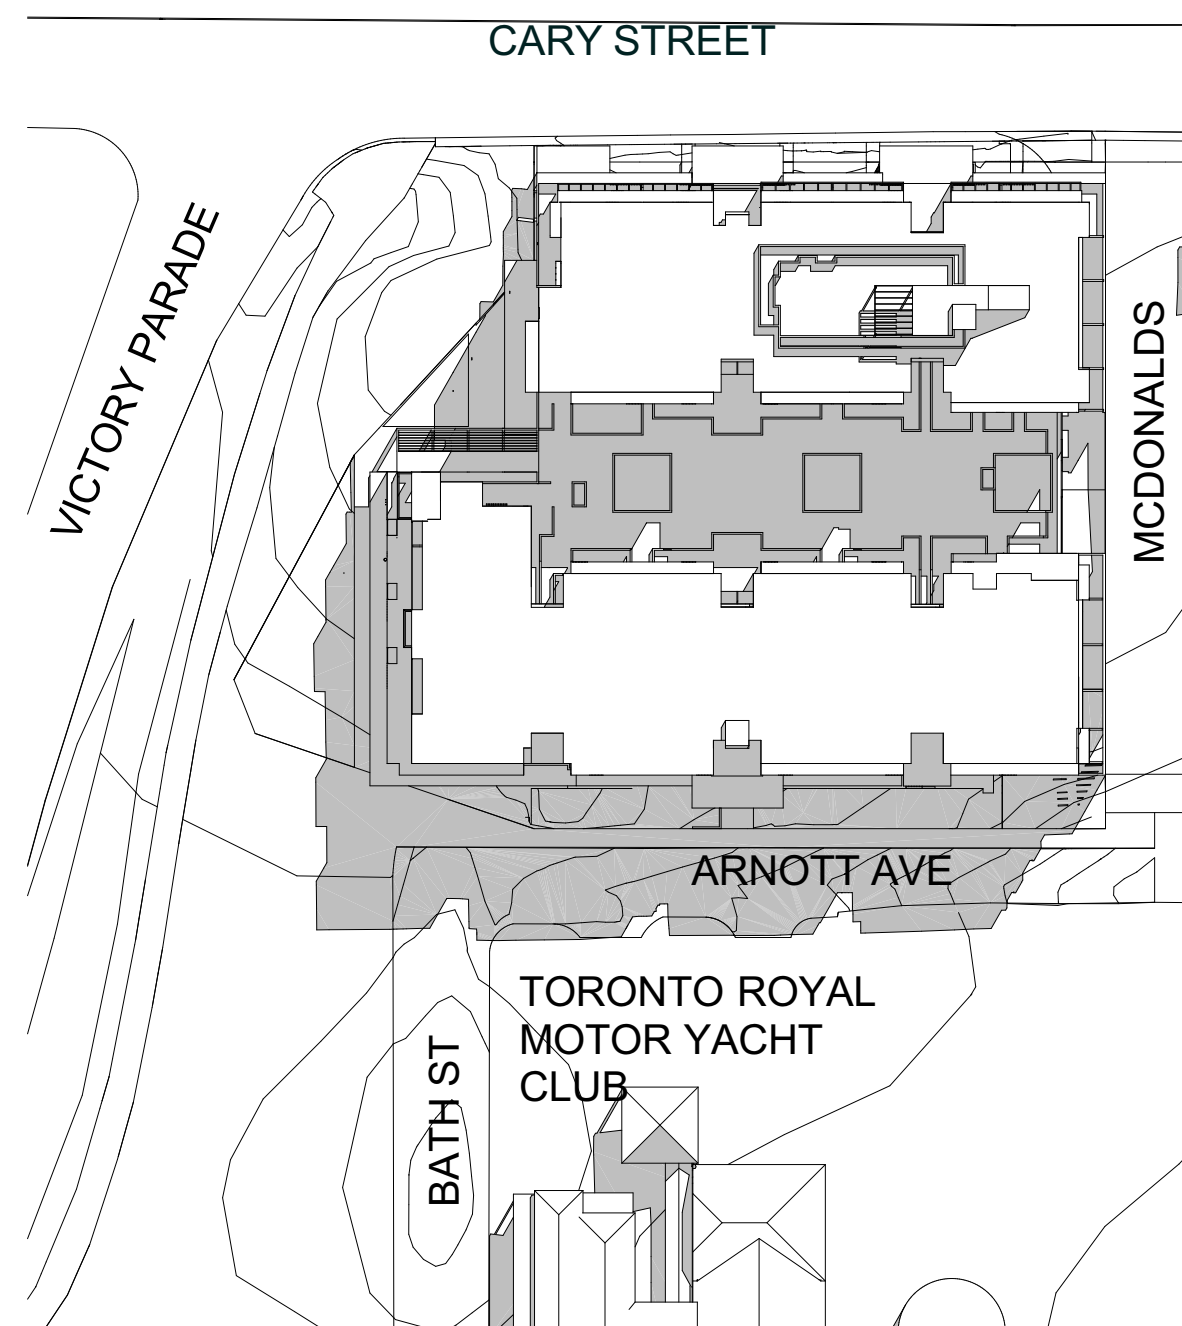 CARY STREET
VICTORY PARADE
MCDONALDS
ARNOTT AVE
TORONTO ROYAL
MOTOR YACHT
CLUB
BATH ST